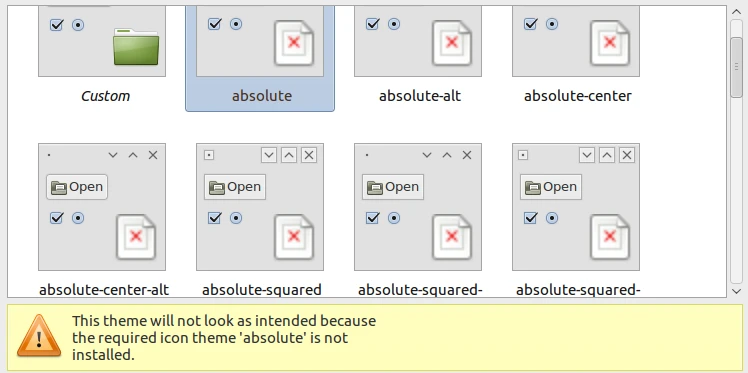 Custom
absolute
absolute-alt
absolute-center
Open
Open
Open
Open
absolute-center-alt
absolute-squared
absolute-squared-
absolute-squared-
This theme will not look as intended because
the required icon theme 'absolute' is not
installed.